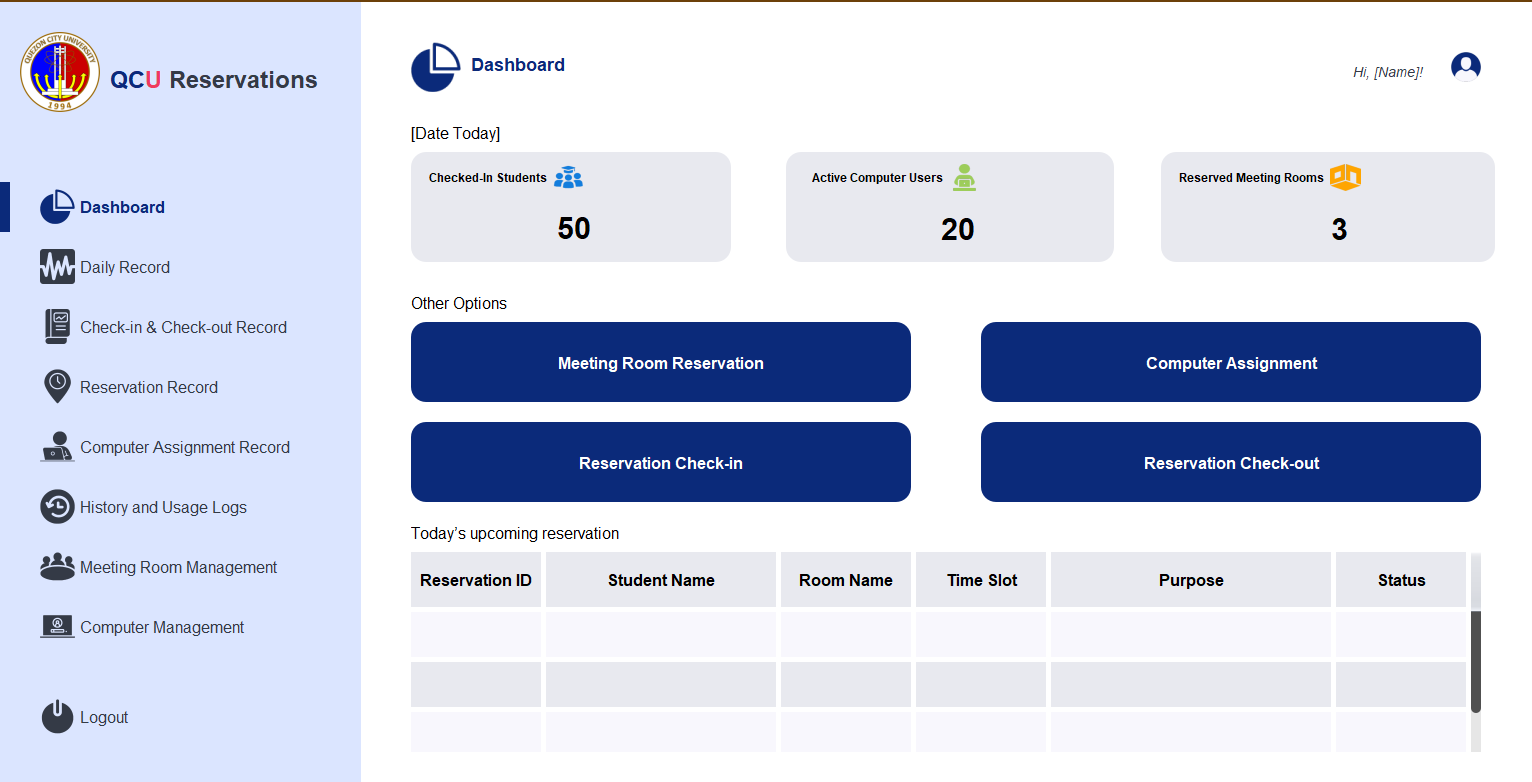 QUEZON CITY UNIVERSITY
1994
QCU Reservations
Dashboard
Daily Record
Check-in & Check-out Record
Reservation Record
Computer Assignment Record
History and Usage Logs
Meeting Room Management
Computer Management
Logout
Dashboard
Hi, [Name]!
[Date Today]
Checked-In Students
50
Active Computer Users
20
Reserved Meeting Rooms
3
Other Options
Meeting Room Reservation
Computer Assignment
Reservation Check-in
Reservation Check-out
Today’s upcoming reservation
Reservation ID Student Name Room Name Time Slot Purpose Status